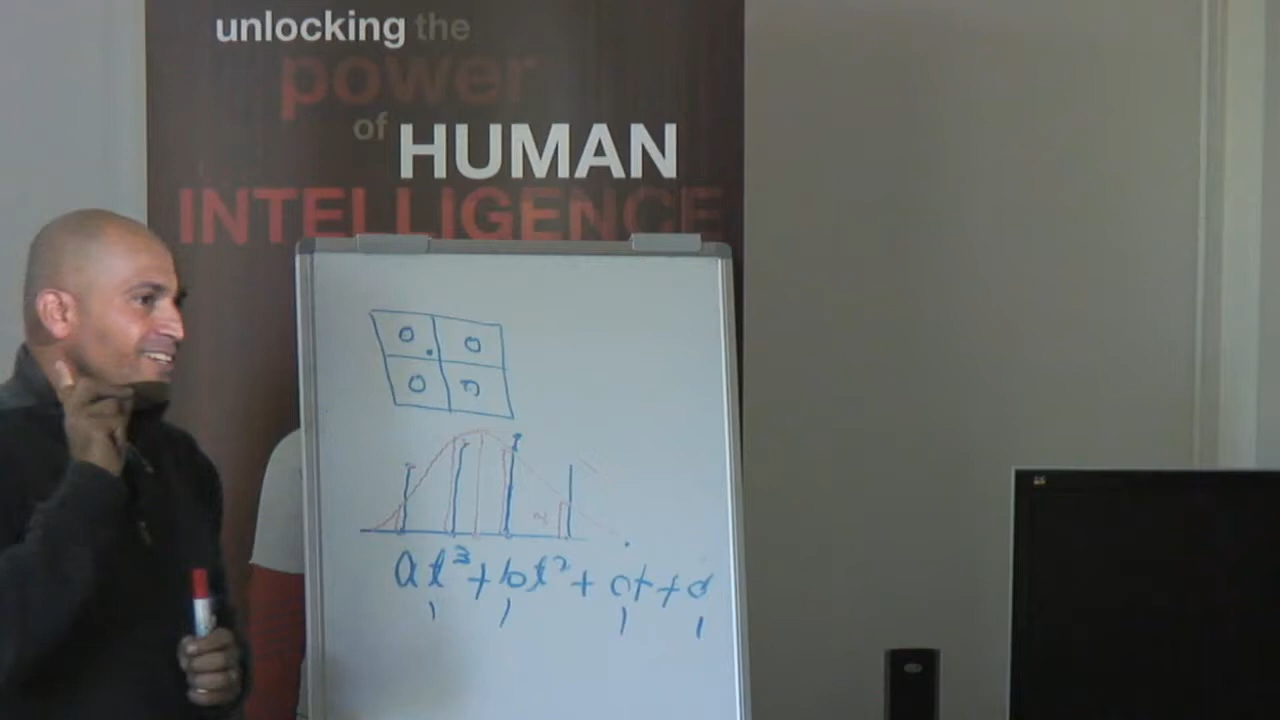 unlocking the
power
of HUMAN
INTELLIGENCE
O O
O O
at³ + bt² + ct + d